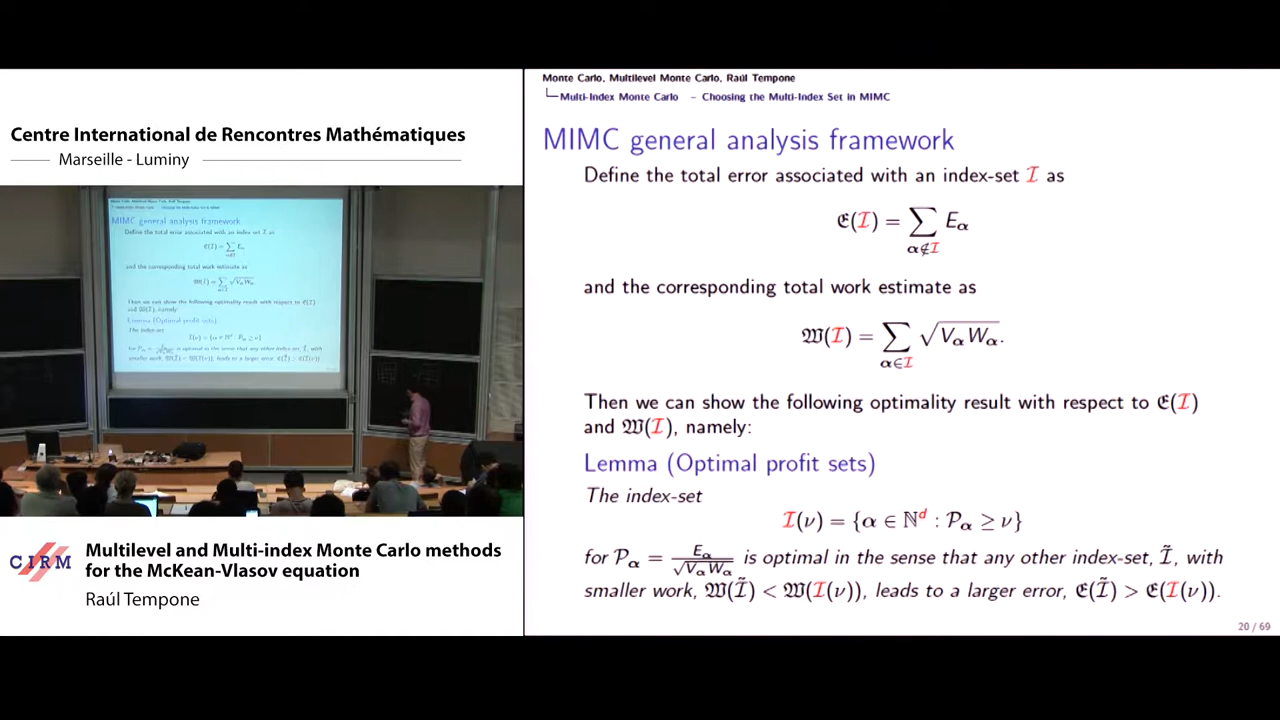 Centre International de Rencontres Mathématiques
Marseille - Luminy
CIRM
Multilevel and Multi-index Monte Carlo methods
for the McKean-Vlasov equation
Raúl Tempone
Monte Carlo, Multilevel Monte Carlo, Raúl Tempone
Multi-Index Monte Carlo – Choosing the Multi-Index Set in MIMC
MIMC general analysis framework
Define the total error associated with an index-set I as
𝔈(I) = ∑_{α∉I} E_α
and the corresponding total work estimate as
𝔚(I) = ∑_{α∈I} √(V_α W_α).
Then we can show the following optimality result with respect to 𝔈(I)
and 𝔚(I), namely:
Lemma (Optimal profit sets)
The index-set
I(ν) = {α ∈ ℕ^d : P_α ≥ ν}
for P_α = E_α/√(V_α W_α) is optimal in the sense that any other index-set, Ĩ, with
smaller work, 𝔚(Ĩ) < 𝔚(I(ν)), leads to a larger error, 𝔈(Ĩ) > 𝔈(I(ν)).
20 / 69